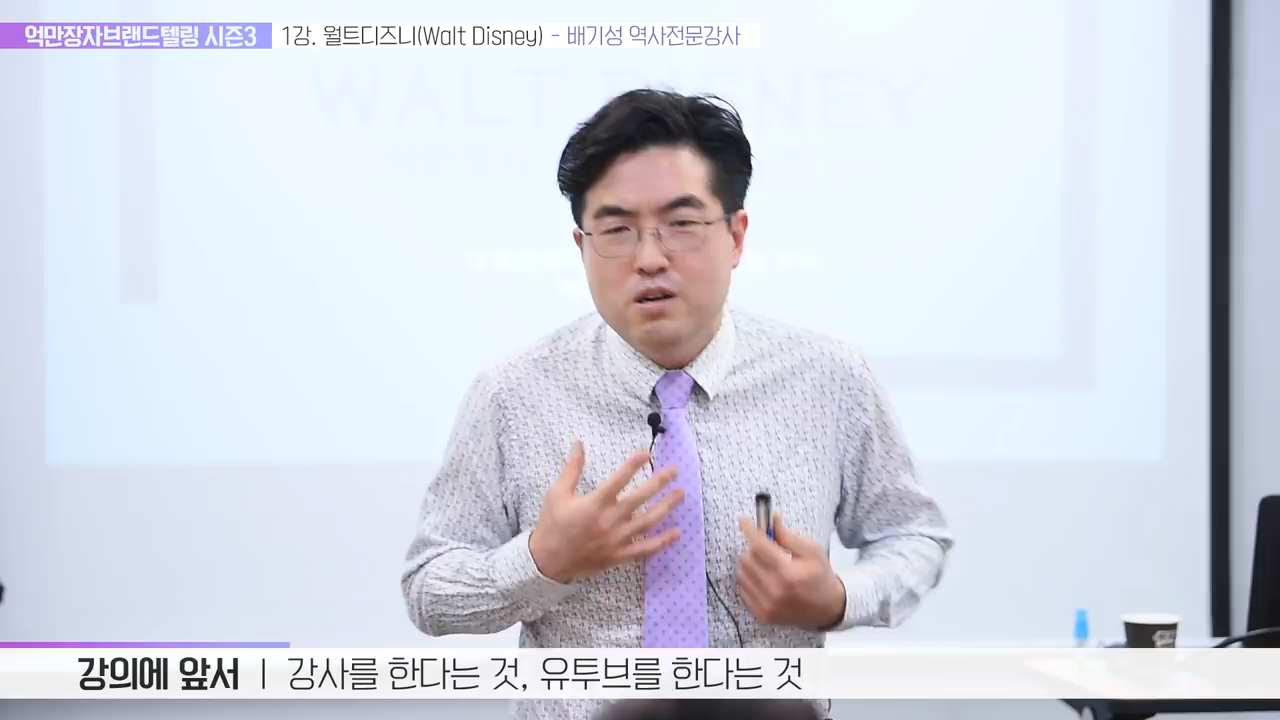 억만장자브랜드텔링 시즌3 1강. 월트디즈니(Walt Disney) - 배기성 역사전문강사
WALT DISNEY
강의에 앞서 | 강사를 한다는 것, 유투브를 한다는 것